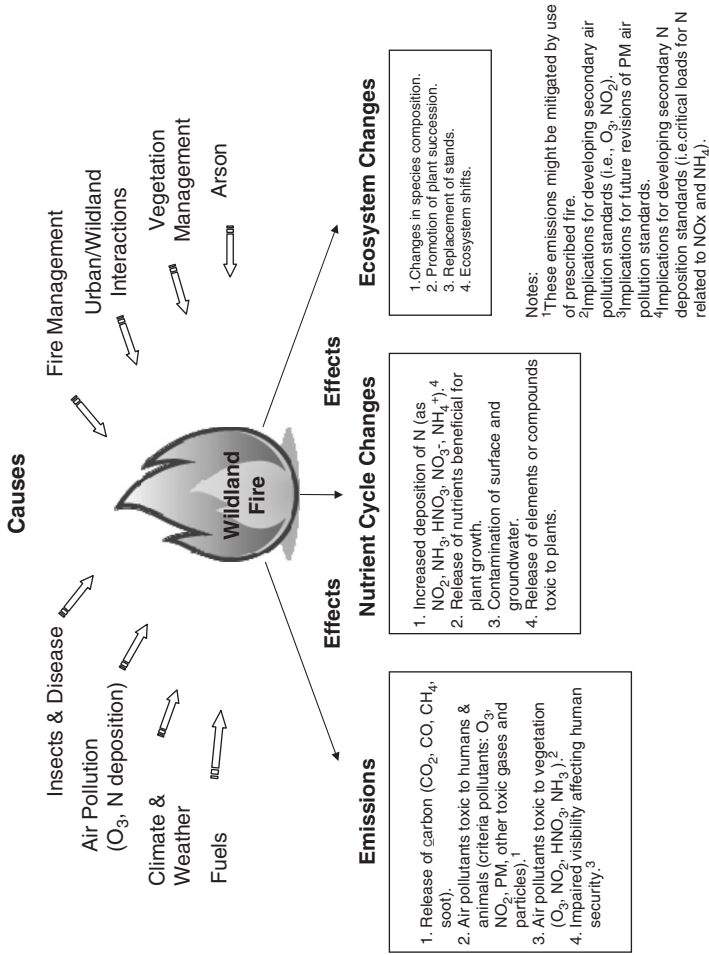 Causes
Insects & Disease
Air Pollution
(O₃, N deposition)
Climate &
Weather
Fuels
Fire Management
Urban/Wildland
Interactions
Vegetation
Management
Arson
Wildland
Fire
Effects
Effects
Emissions
1. Release of carbon (CO₂, CO, CH₄,
soot).
2. Air pollutants toxic to humans &
animals (criteria pollutants: O₃,
NO₂, PM, other toxic gases and
particles).¹
3. Air pollutants toxic to vegetation
(O₃, NO₂, HNO₃, NH₃ ).²
4. Impaired visibility affecting human
security.³
Nutrient Cycle Changes
1. Increased deposition of N (as
NO₂, NH₃, HNO₃, NO₃⁻, NH₄⁺).⁴
2. Release of nutrients beneficial for
plant growth.
3. Contamination of surface and
groundwater.
4. Release of elements or compounds
toxic to plants.
Ecosystem Changes
1.Changes in species composition.
2. Promotion of plant succession.
3. Replacement of stands.
4. Ecosystem shifts.
Notes:
¹These emissions might be mitigated by use
of prescribed fire.
²Implications for developing secondary air
pollution standards (i.e., O₃, NO₂).
³Implications for future revisions of PM air
pollution standards.
⁴Implications for developing secondary N
deposition standards (i.e.critical loads for N
related to NOx and NH₄).